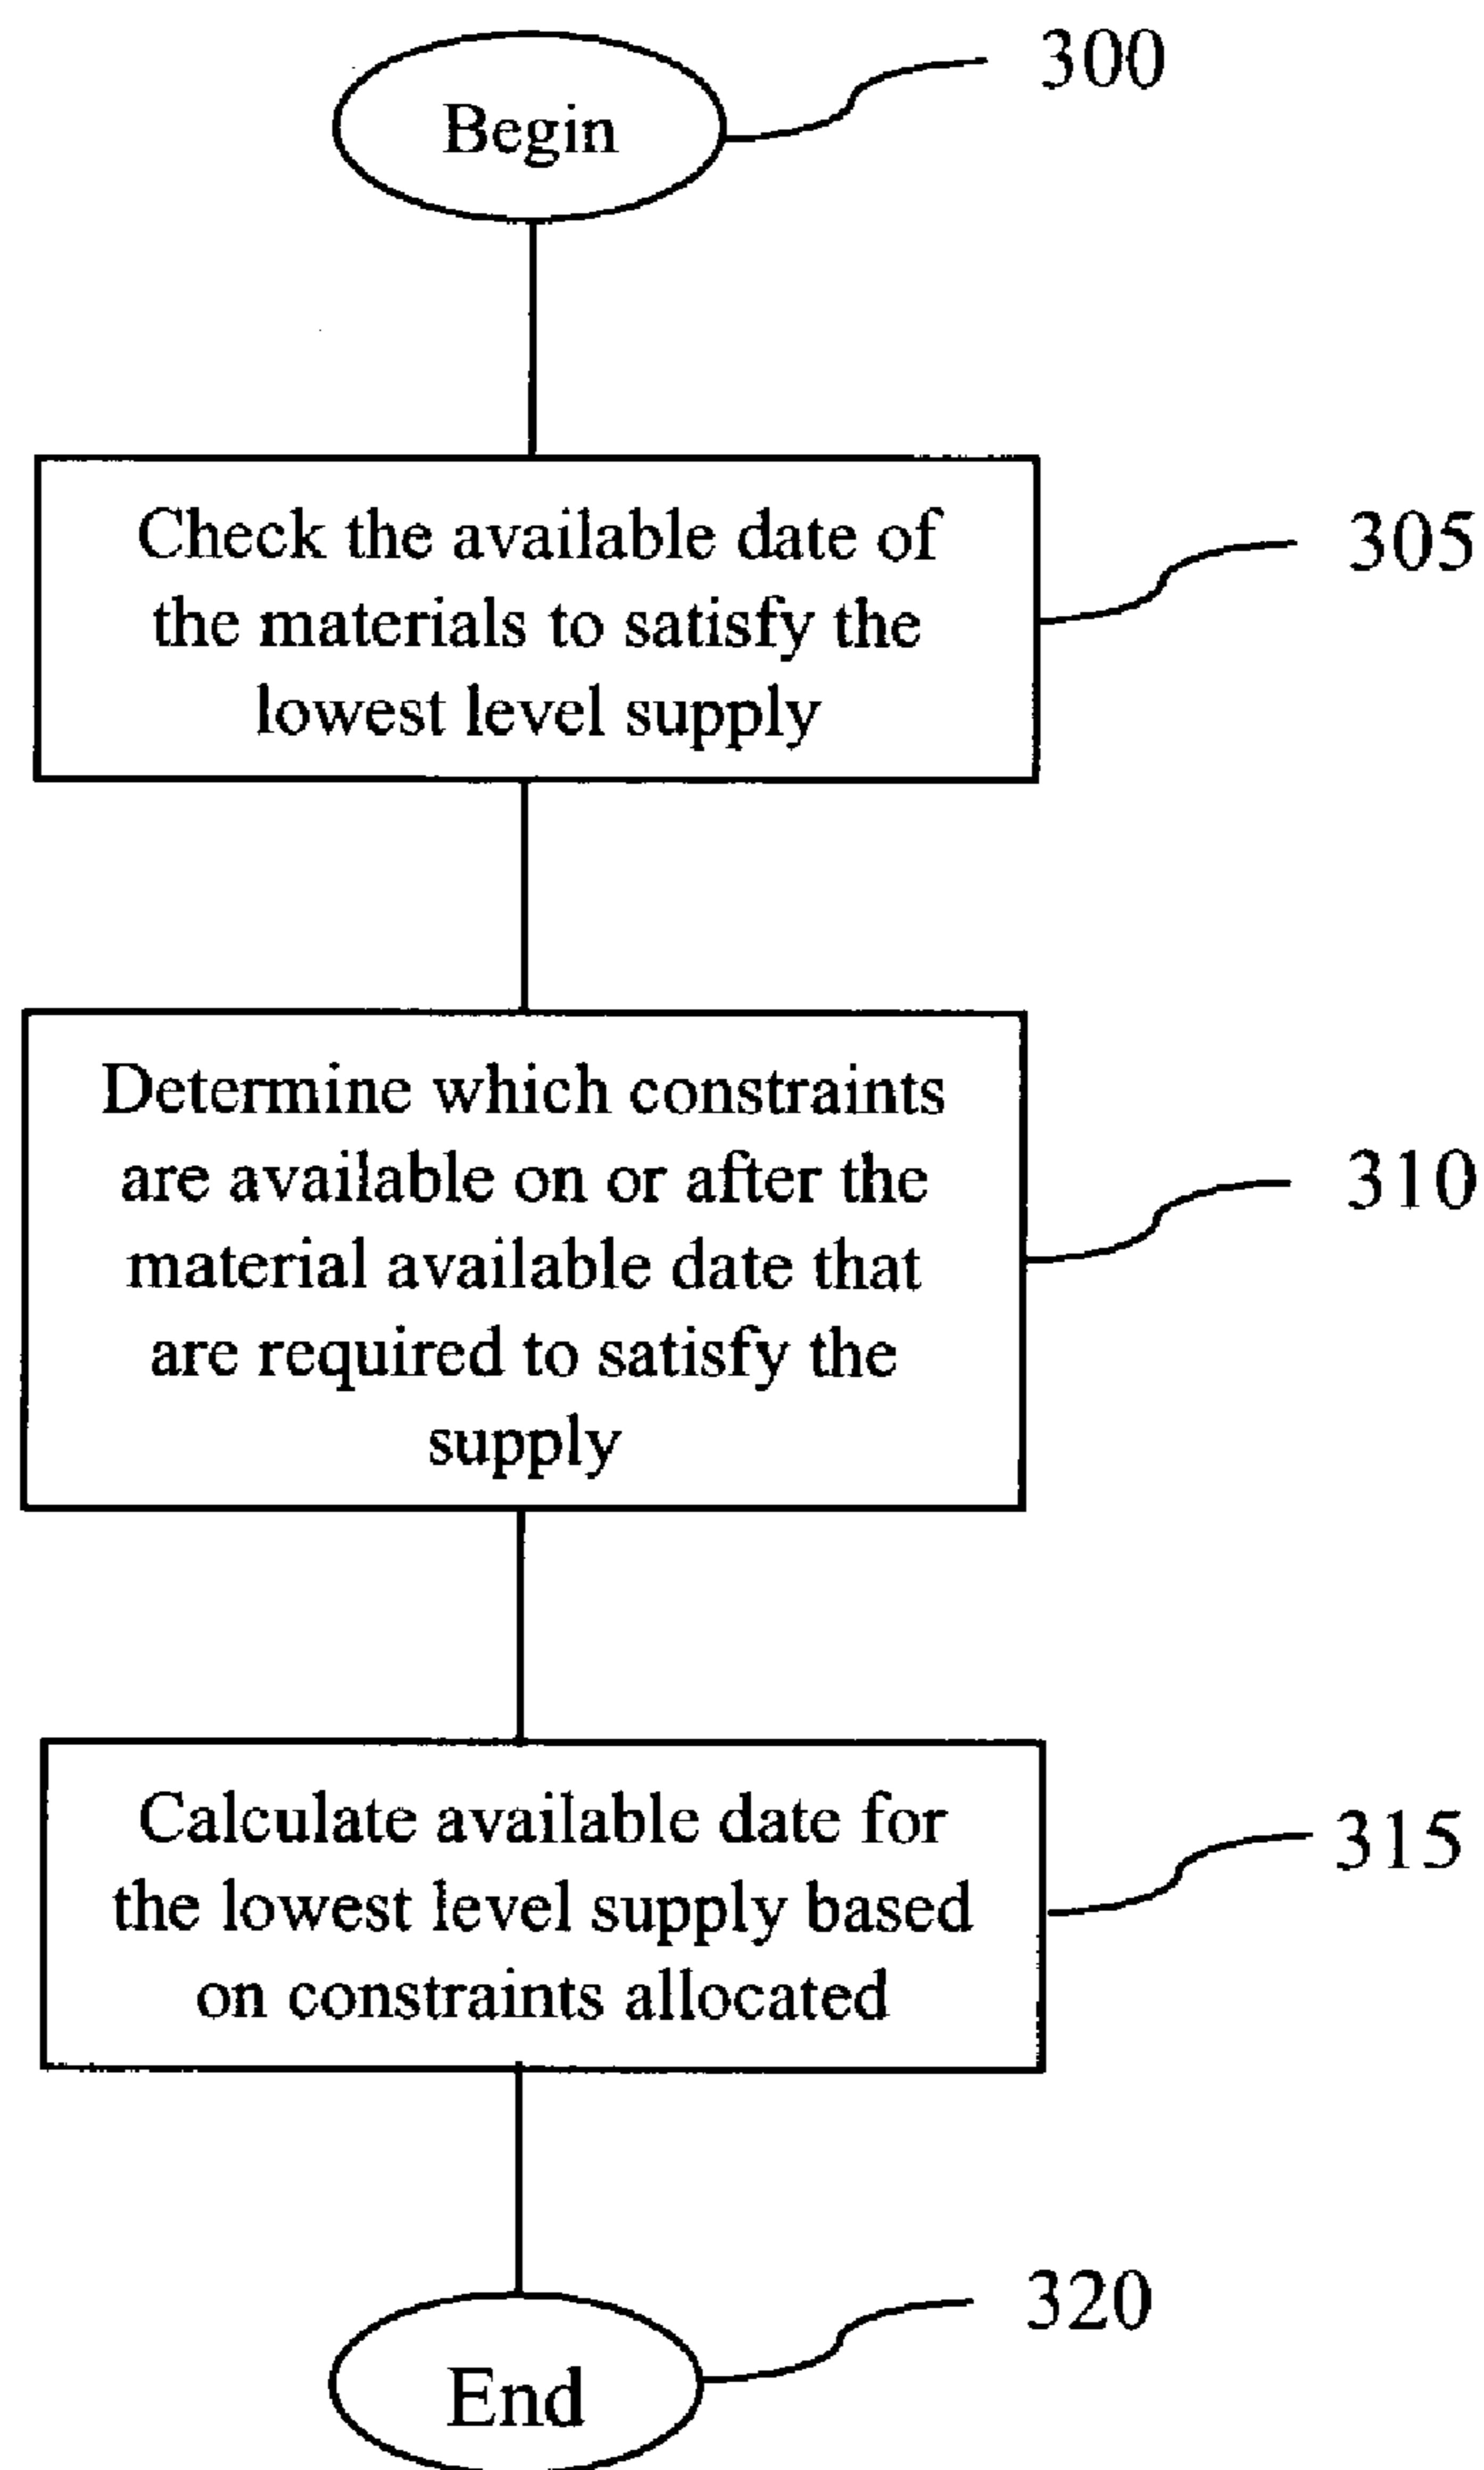 Begin
300
Check the available date of
the materials to satisfy the
lowest level supply
305
Determine which constraints
are available on or after the
material available date that
are required to satisfy the
supply
310
Calculate available date for
the lowest level supply based
on constraints allocated
315
End
320